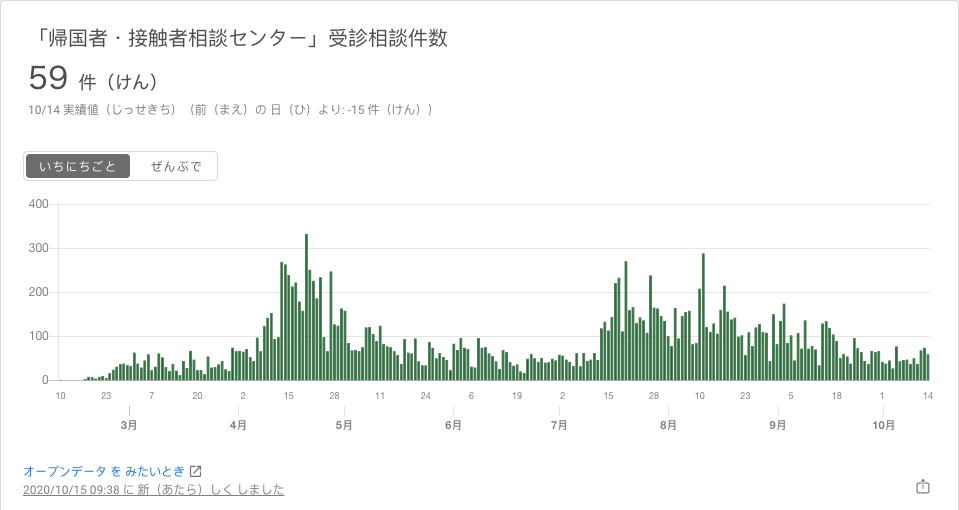 「帰国者・接触者相談センター」受診相談件数
59 件（けん）
10/14 実績値（じっせきち）（前（まえ）の 日（ひ）より: -15 件（けん））
いちにちごと ぜんぶで
400
300
200
100
0
10 23 7 20 2 15 28 11 24 6 19 2 15 28 10 23 5 18 1 14
3月 4月 5月 6月 7月 8月 9月 10月
オープンデータ を みたいとき
2020/10/15 09:38 に 新（あたら）しく しました